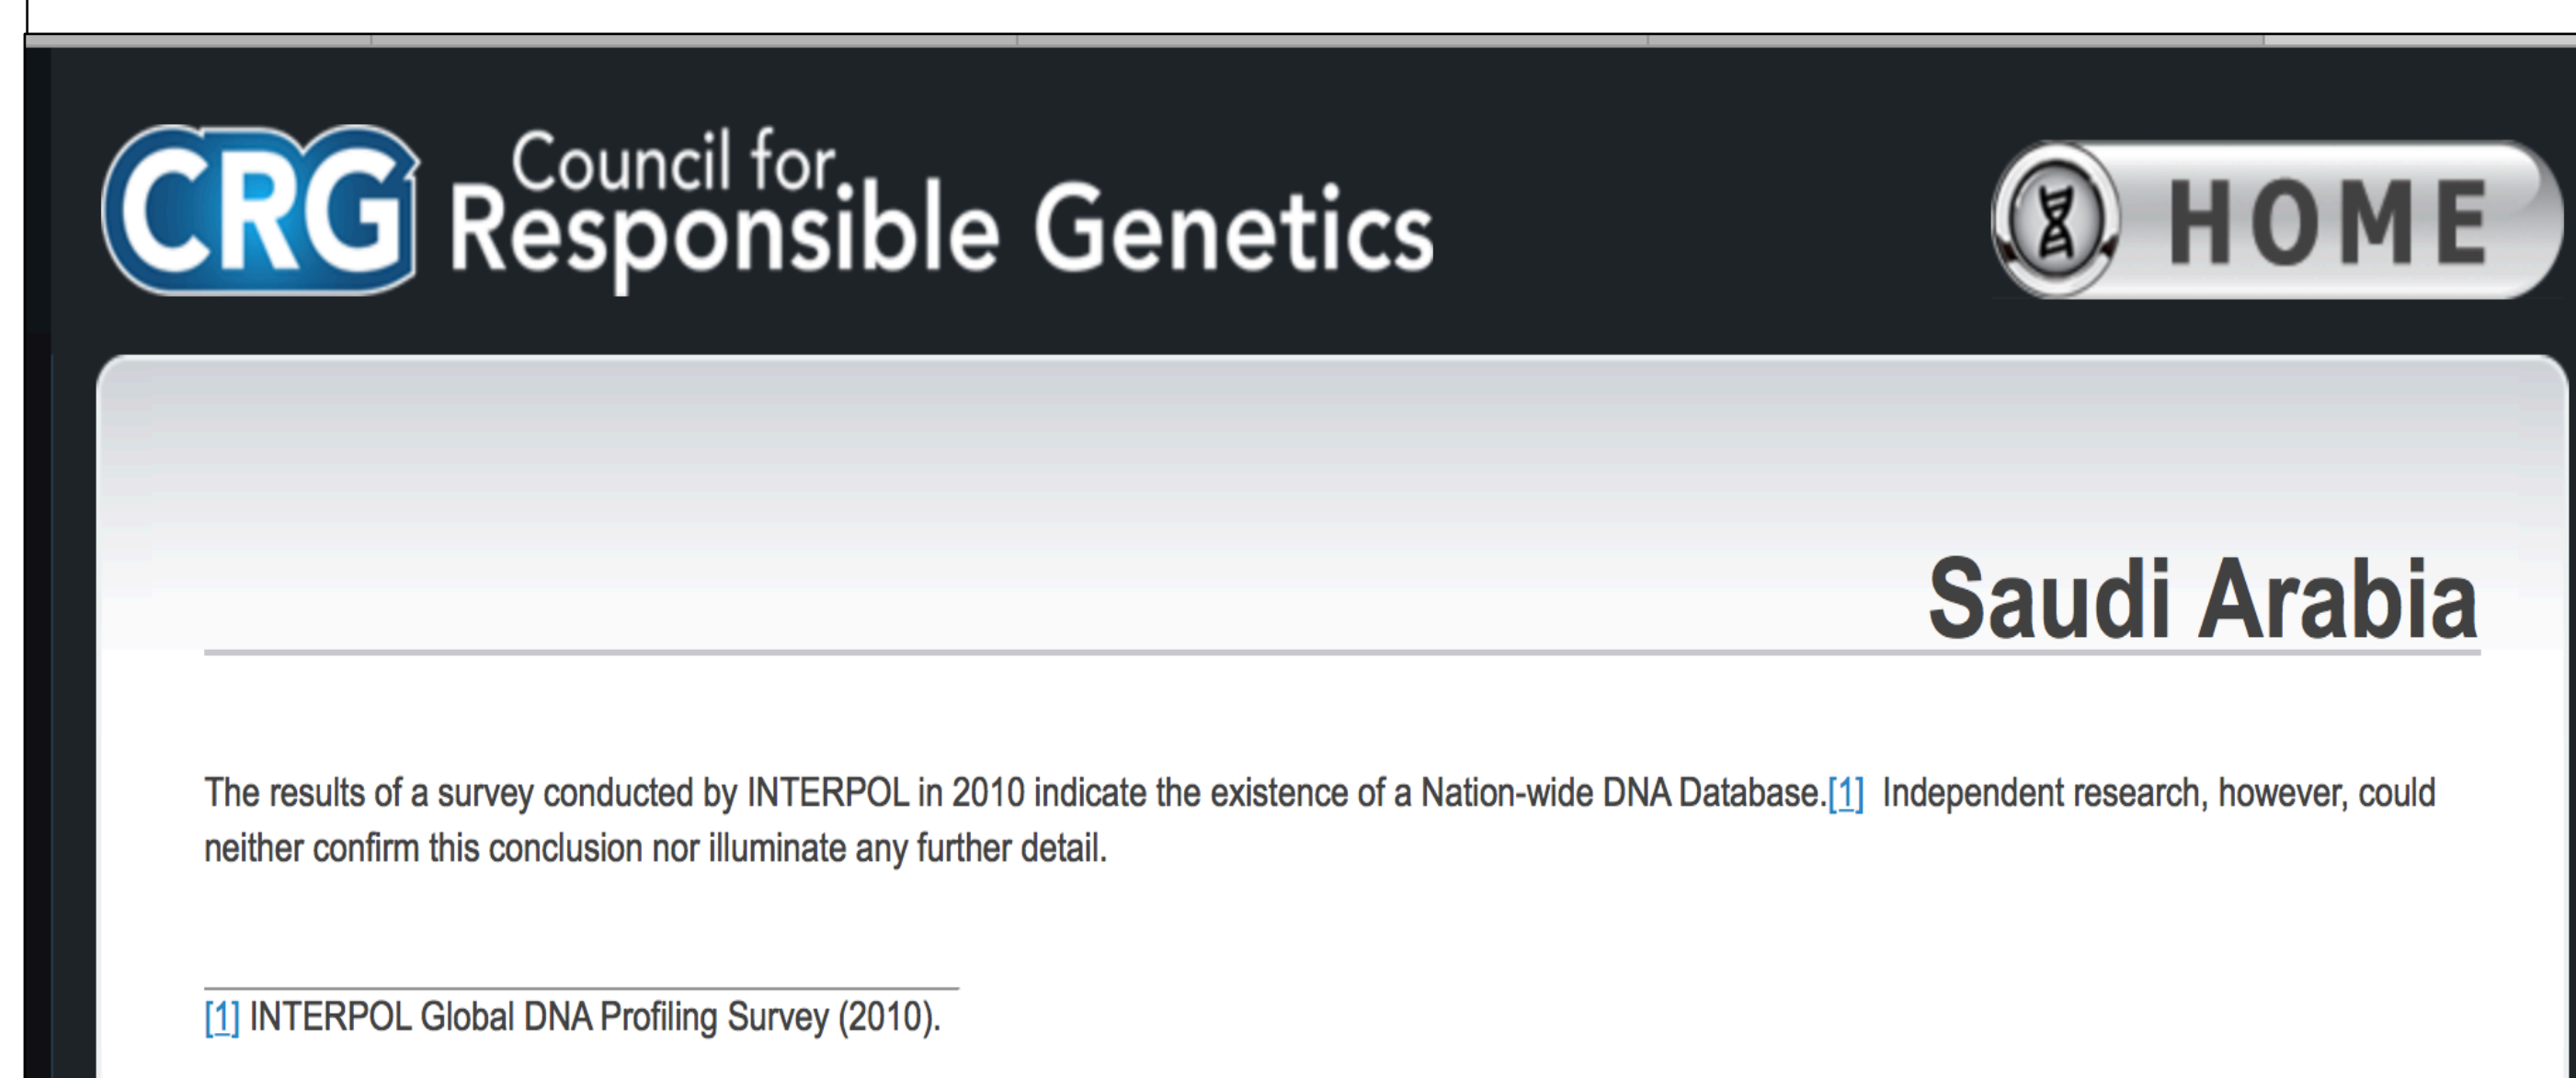 CRG Council for
Responsible Genetics
HOME
Saudi Arabia
The results of a survey conducted by INTERPOL in 2010 indicate the existence of a Nation-wide DNA Database.[1] Independent research, however, could
neither confirm this conclusion nor illuminate any further detail.
[1] INTERPOL Global DNA Profiling Survey (2010).